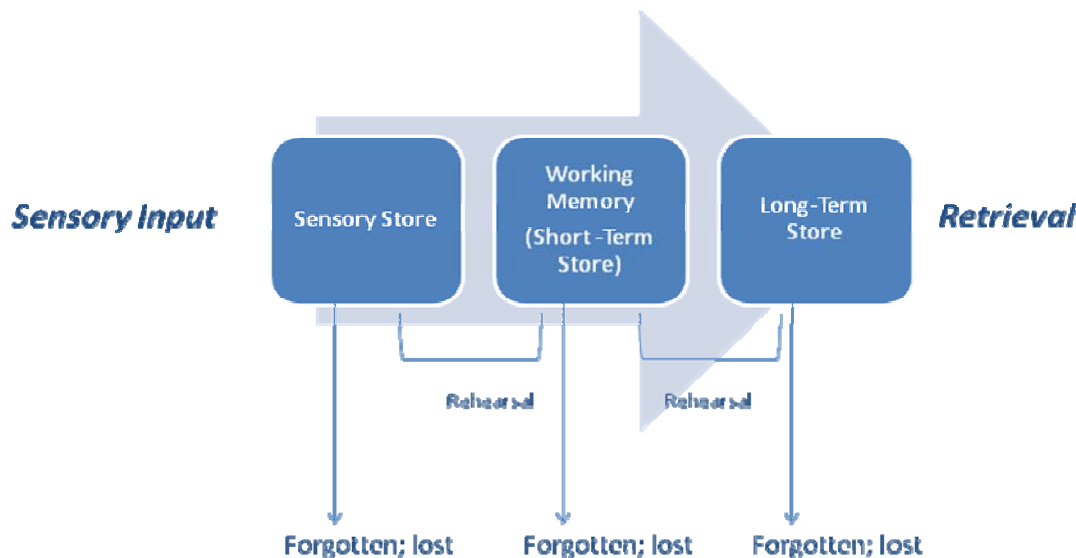 Sensory Input
Sensory Store
Working
Memory
(Short-Term
Store)
Long-Term
Store
Retrieval
Rehearsal
Rehearsal
Forgotten; lost
Forgotten; lost
Forgotten; lost